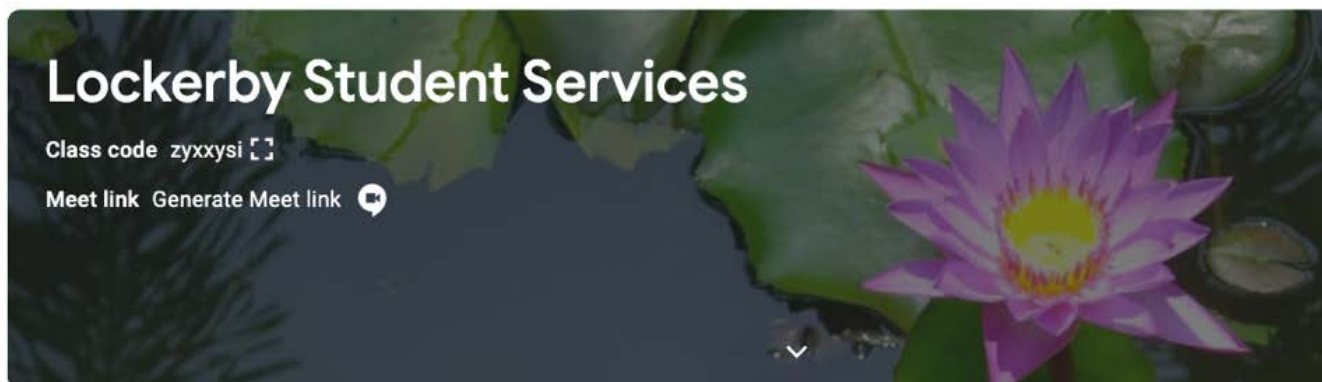 Lockerby Student Services
Class code zyxxysi
Meet link Generate Meet link